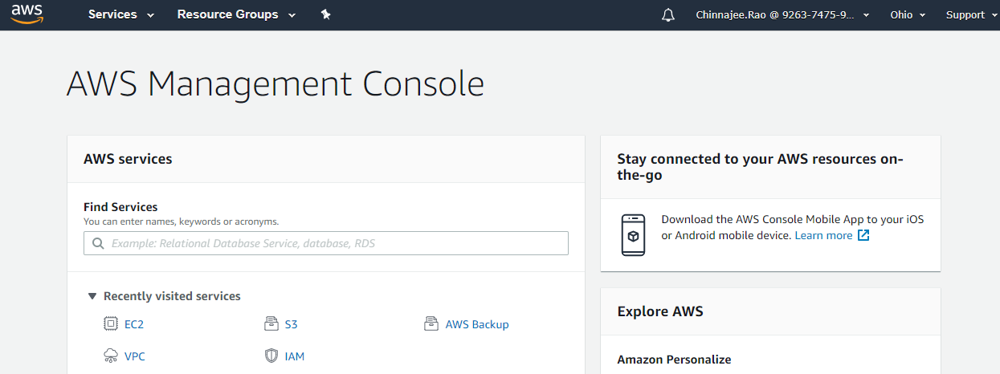 aws
Services
Resource Groups
Chinnajee.Rao @ 9263-7475-9...
Ohio
Support
AWS Management Console
AWS services
Find Services
You can enter names, keywords or acronyms.
Example: Relational Database Service, database, RDS
Recently visited services
EC2
S3
AWS Backup
VPC
IAM
Stay connected to your AWS resources on-
the-go
Download the AWS Console Mobile App to your iOS
or Android mobile device. Learn more
Explore AWS
Amazon Personalize